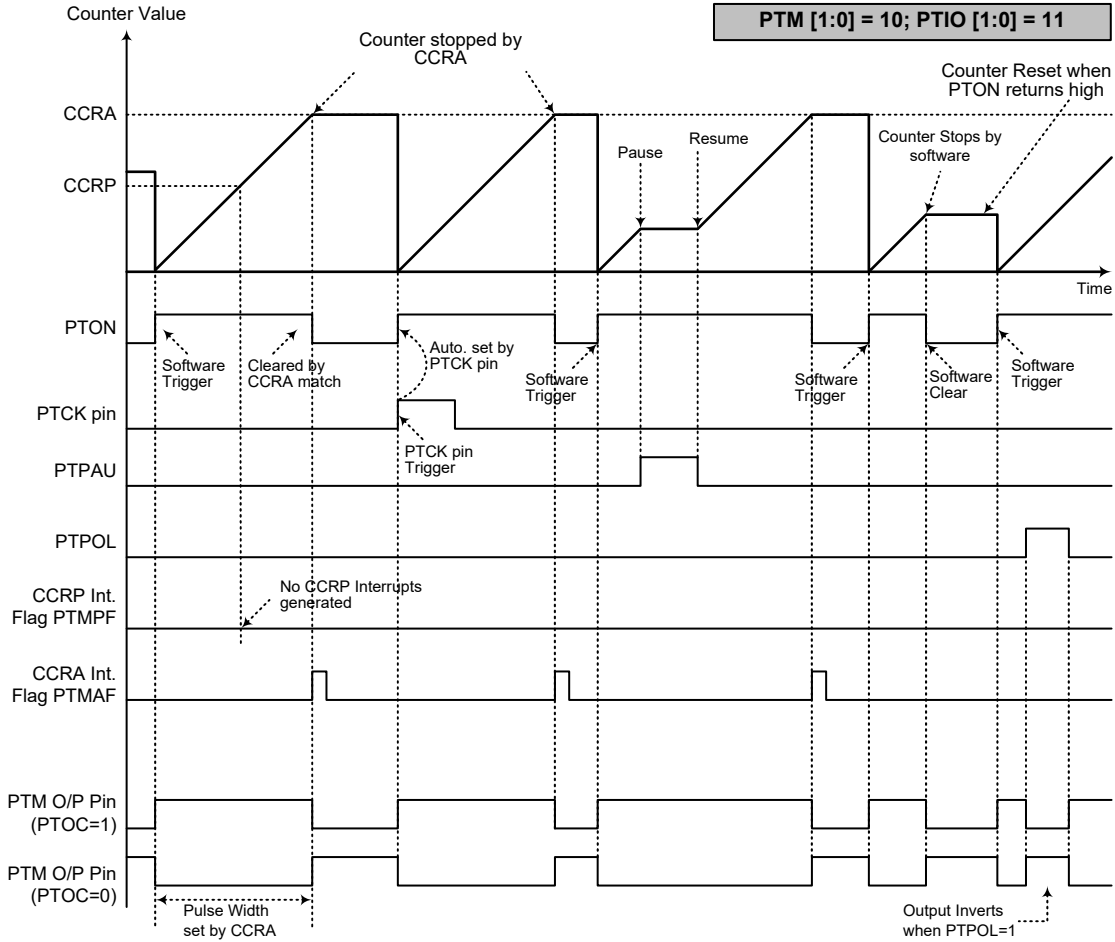 Counter Value
PTM [1:0] = 10; PTIO [1:0] = 11
Counter stopped by
CCRA
Counter Reset when
PTON returns high
CCRA
Pause
Resume
Counter Stops by
software
CCRP
Time
PTON
Software
Trigger
Cleared by
CCRA match
Auto. set by
PTCK pin
Software
Trigger
Software
Trigger
Software
Clear
Software
Trigger
PTCK pin
PTCK pin
Trigger
PTPAU
PTPOL
CCRP Int.
Flag PTMPF
No CCRP Interrupts
generated
CCRA Int.
Flag PTMAF
PTM O/P Pin
(PTOC=1)
PTM O/P Pin
(PTOC=0)
Pulse Width
set by CCRA
Output Inverts
when PTPOL=1